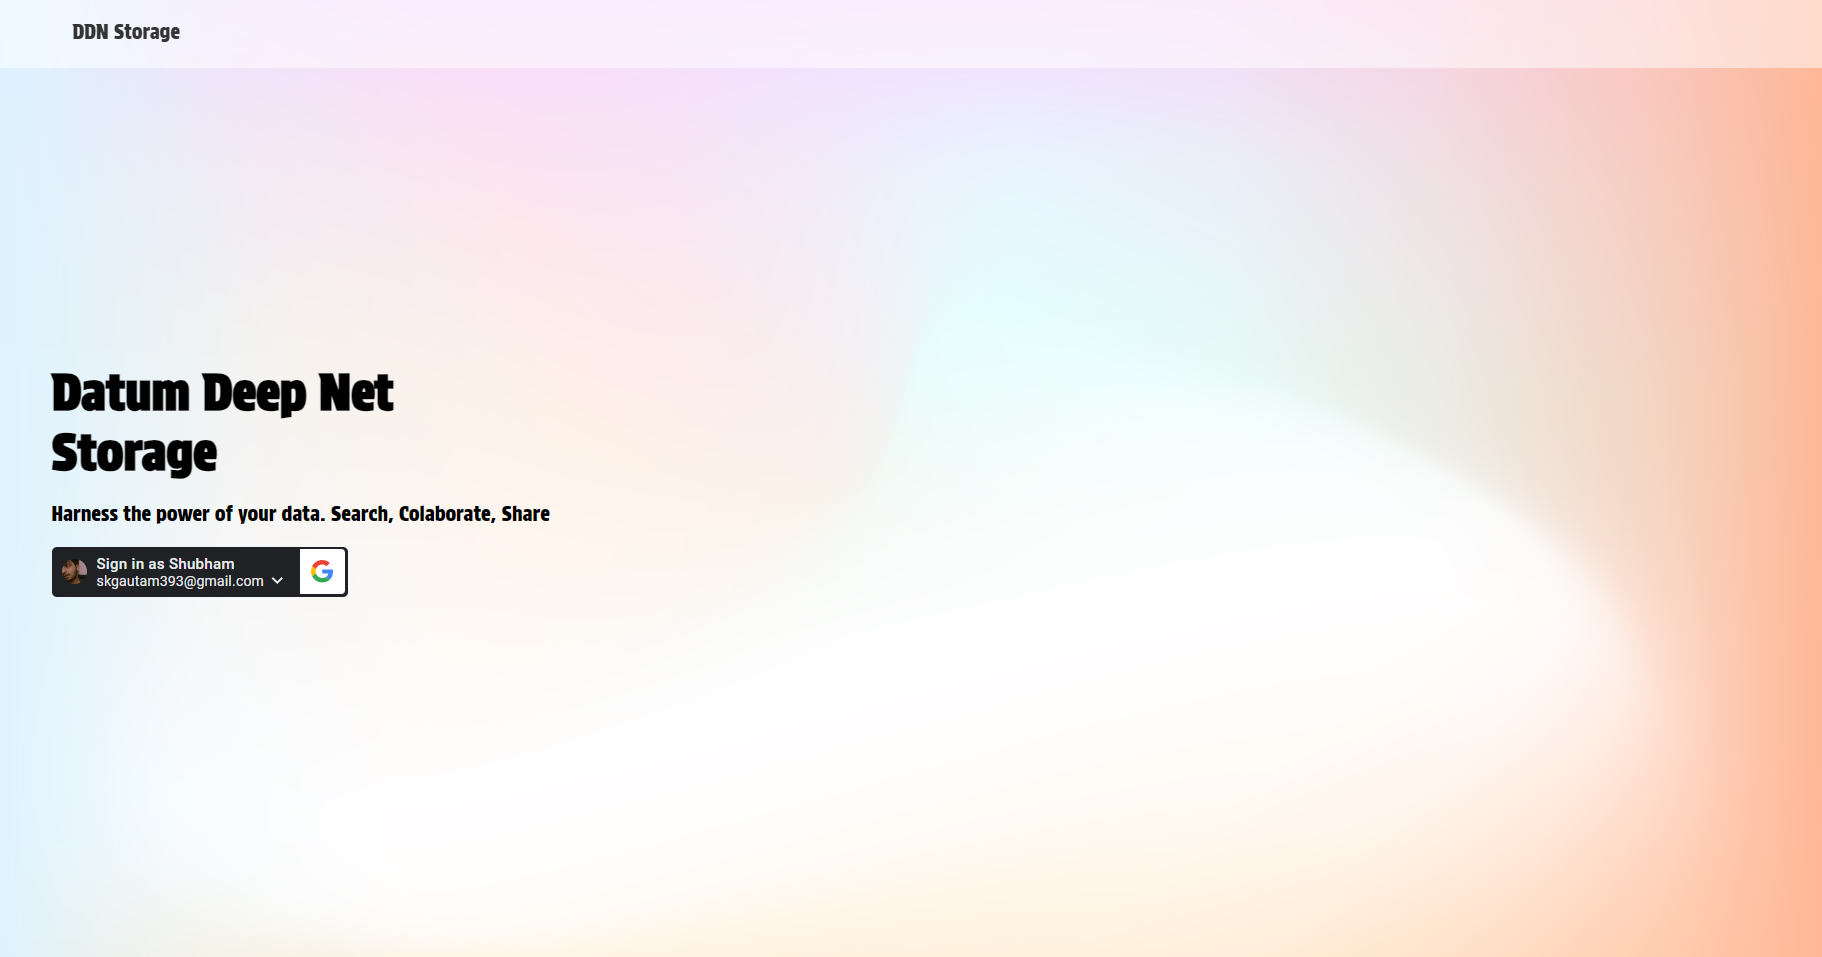 DDN Storage
Datum Deep Net
Storage
Harness the power of your data. Search, Colaborate, Share
Sign in as Shubham
skgautam393@gmail.com